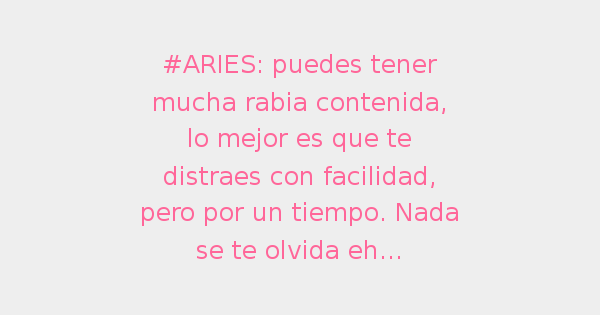 #ARIES: puedes tener
mucha rabia contenida,
lo mejor es que te
distraes con facilidad,
pero por un tiempo. Nada
se te olvida eh...